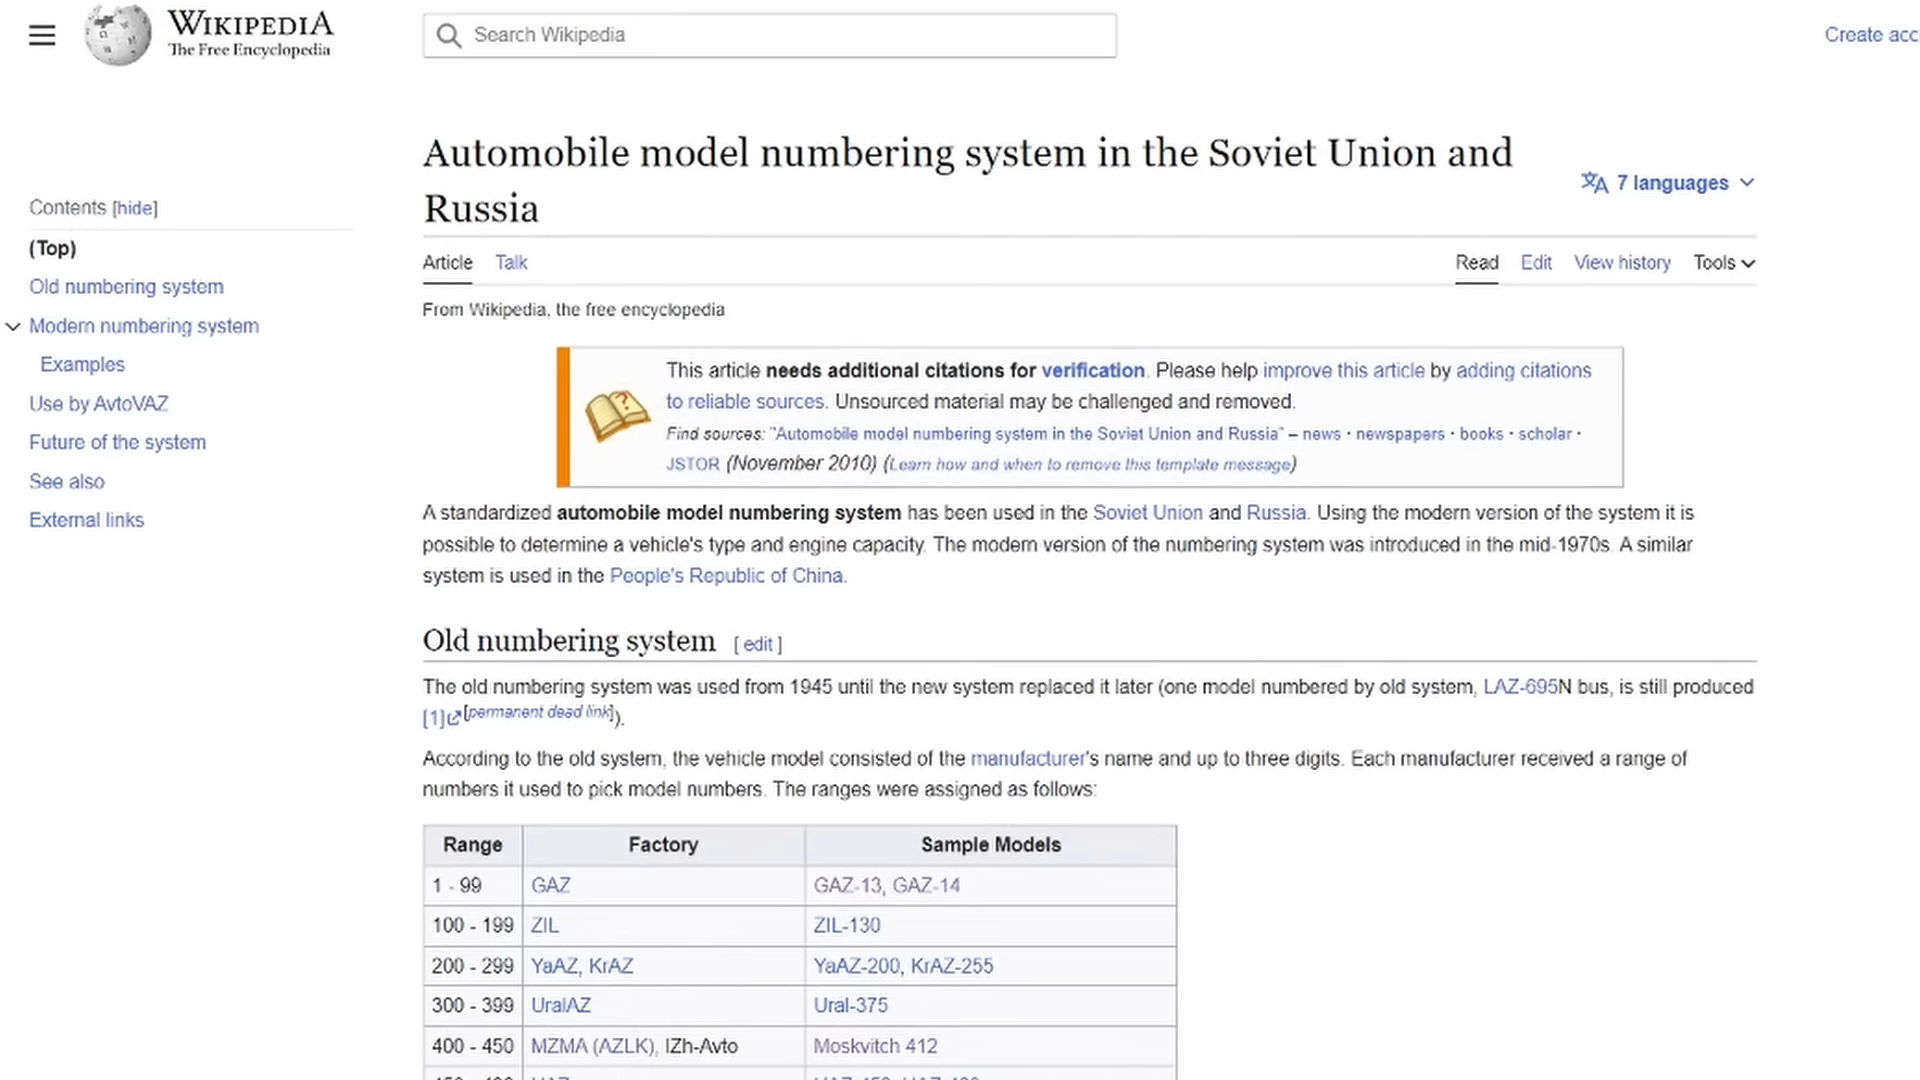 WIKIPEDIA
The Free Encyclopedia
Search Wikipedia
Create acc
Automobile model numbering system in the Soviet Union and
Russia
7 languages
Contents [hide]
(Top)
Old numbering system
Modern numbering system
Examples
Use by AvtoVAZ
Future of the system
See also
External links
Article Talk
Read Edit View history Tools
From Wikipedia, the free encyclopedia
This article needs additional citations for verification. Please help improve this article by adding citations
to reliable sources. Unsourced material may be challenged and removed.
Find sources: "Automobile model numbering system in the Soviet Union and Russia" – news · newspapers · books · scholar ·
JSTOR (November 2010) (Learn how and when to remove this template message)
A standardized automobile model numbering system has been used in the Soviet Union and Russia. Using the modern version of the system it is
possible to determine a vehicle's type and engine capacity. The modern version of the numbering system was introduced in the mid-1970s. A similar
system is used in the People's Republic of China.
Old numbering system [ edit ]
The old numbering system was used from 1945 until the new system replaced it later (one model numbered by old system, LAZ-695N bus, is still produced
[1][permanent dead link]).
According to the old system, the vehicle model consisted of the manufacturer's name and up to three digits. Each manufacturer received a range of
numbers it used to pick model numbers. The ranges were assigned as follows:
Range Factory Sample Models
1 - 99 GAZ GAZ-13, GAZ-14
100 - 199 ZIL ZIL-130
200 - 299 YaAZ, KrAZ YaAZ-200, KrAZ-255
300 - 399 UralAZ Ural-375
400 - 450 MZMA (AZLK), IZh-Avto Moskvitch 412